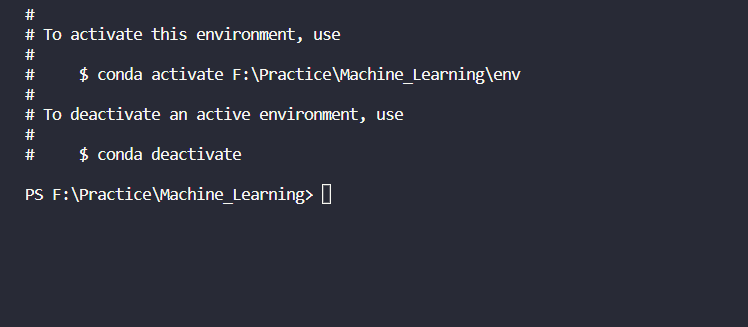 #
# To activate this environment, use
#
#     $ conda activate F:\Practice\Machine_Learning\env
#
# To deactivate an active environment, use
#
#     $ conda deactivate
PS F:\Practice\Machine_Learning>